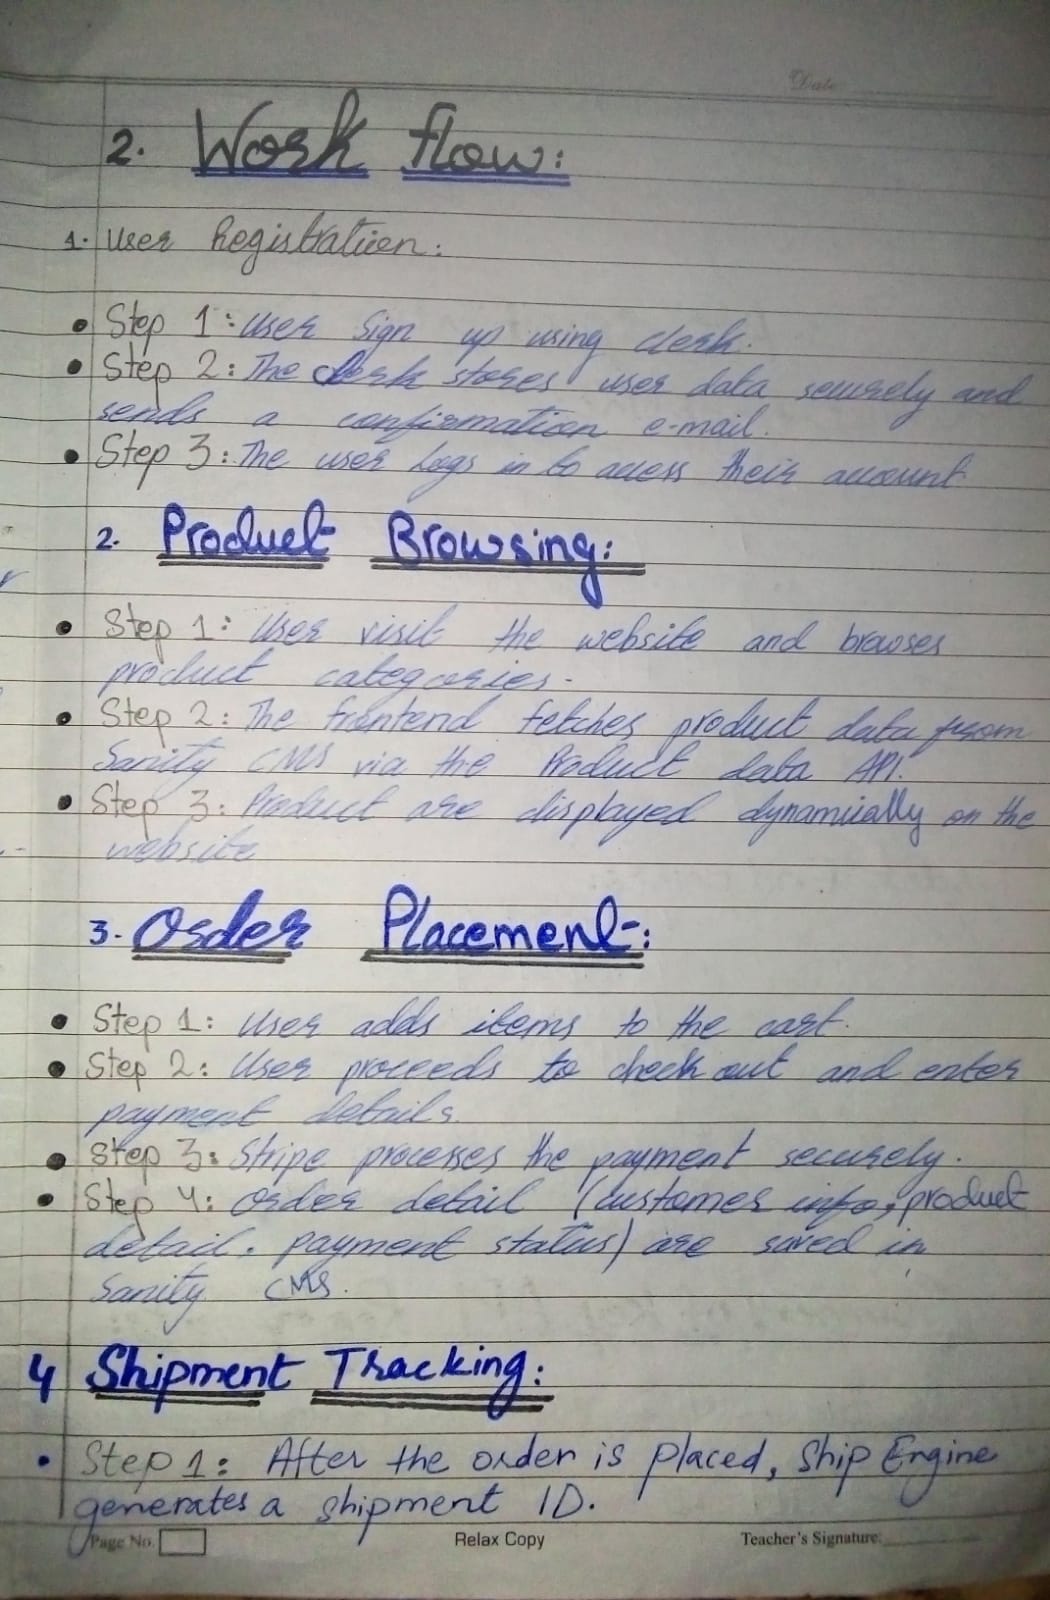 Date
2. Work flow:
1. User Registration:
• Step 1: User Sign up using clerk.
• Step 2: The clerk stores user data securely and
sends a confirmation e-mail.
• Step 3: The user logs in to access their account
2. Product Browsing:
• Step 1: User visit the website and browses
product categories.
• Step 2: The frontend fetches product data from
Sanity CMS via the Product data API.
• Step 3: Product are displayed dynamically on the
website
3. Order Placement:
• Step 1: User adds items to the cart.
• Step 2: User proceeds to check out and enter
payment details.
• Step 3: Stripe processes the payment securely.
• Step 4: Order detail (customer info, product
detail, payment status) are saved in
Sanity CMS.
4 Shipment Tracking:
• Step 1: After the order is placed, Ship Engine
generates a shipment ID.
Page No. Relax Copy Teacher's Signature: